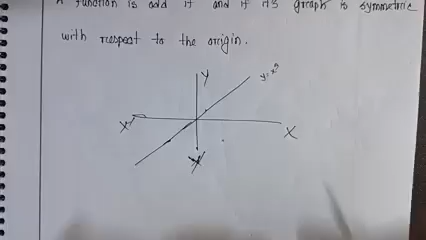 A function is odd if and if its graph is symmetric
with respect to the origin.
y
y=x³
x